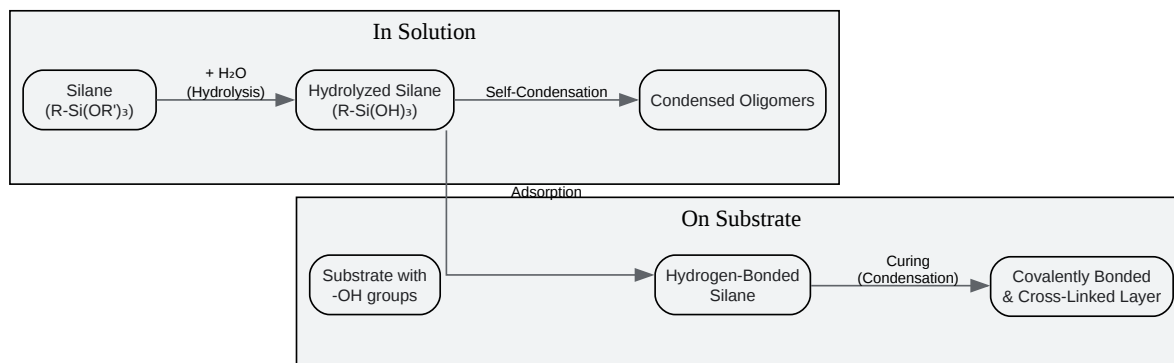 In Solution
Silane
(R-Si(OR')₃)
+ H₂O
(Hydrolysis)
Hydrolyzed Silane
(R-Si(OH)₃)
Self-Condensation
Condensed Oligomers
Adsorption
On Substrate
Substrate with
-OH groups
Hydrogen-Bonded
Silane
Curing
(Condensation)
Covalently Bonded
& Cross-Linked Layer